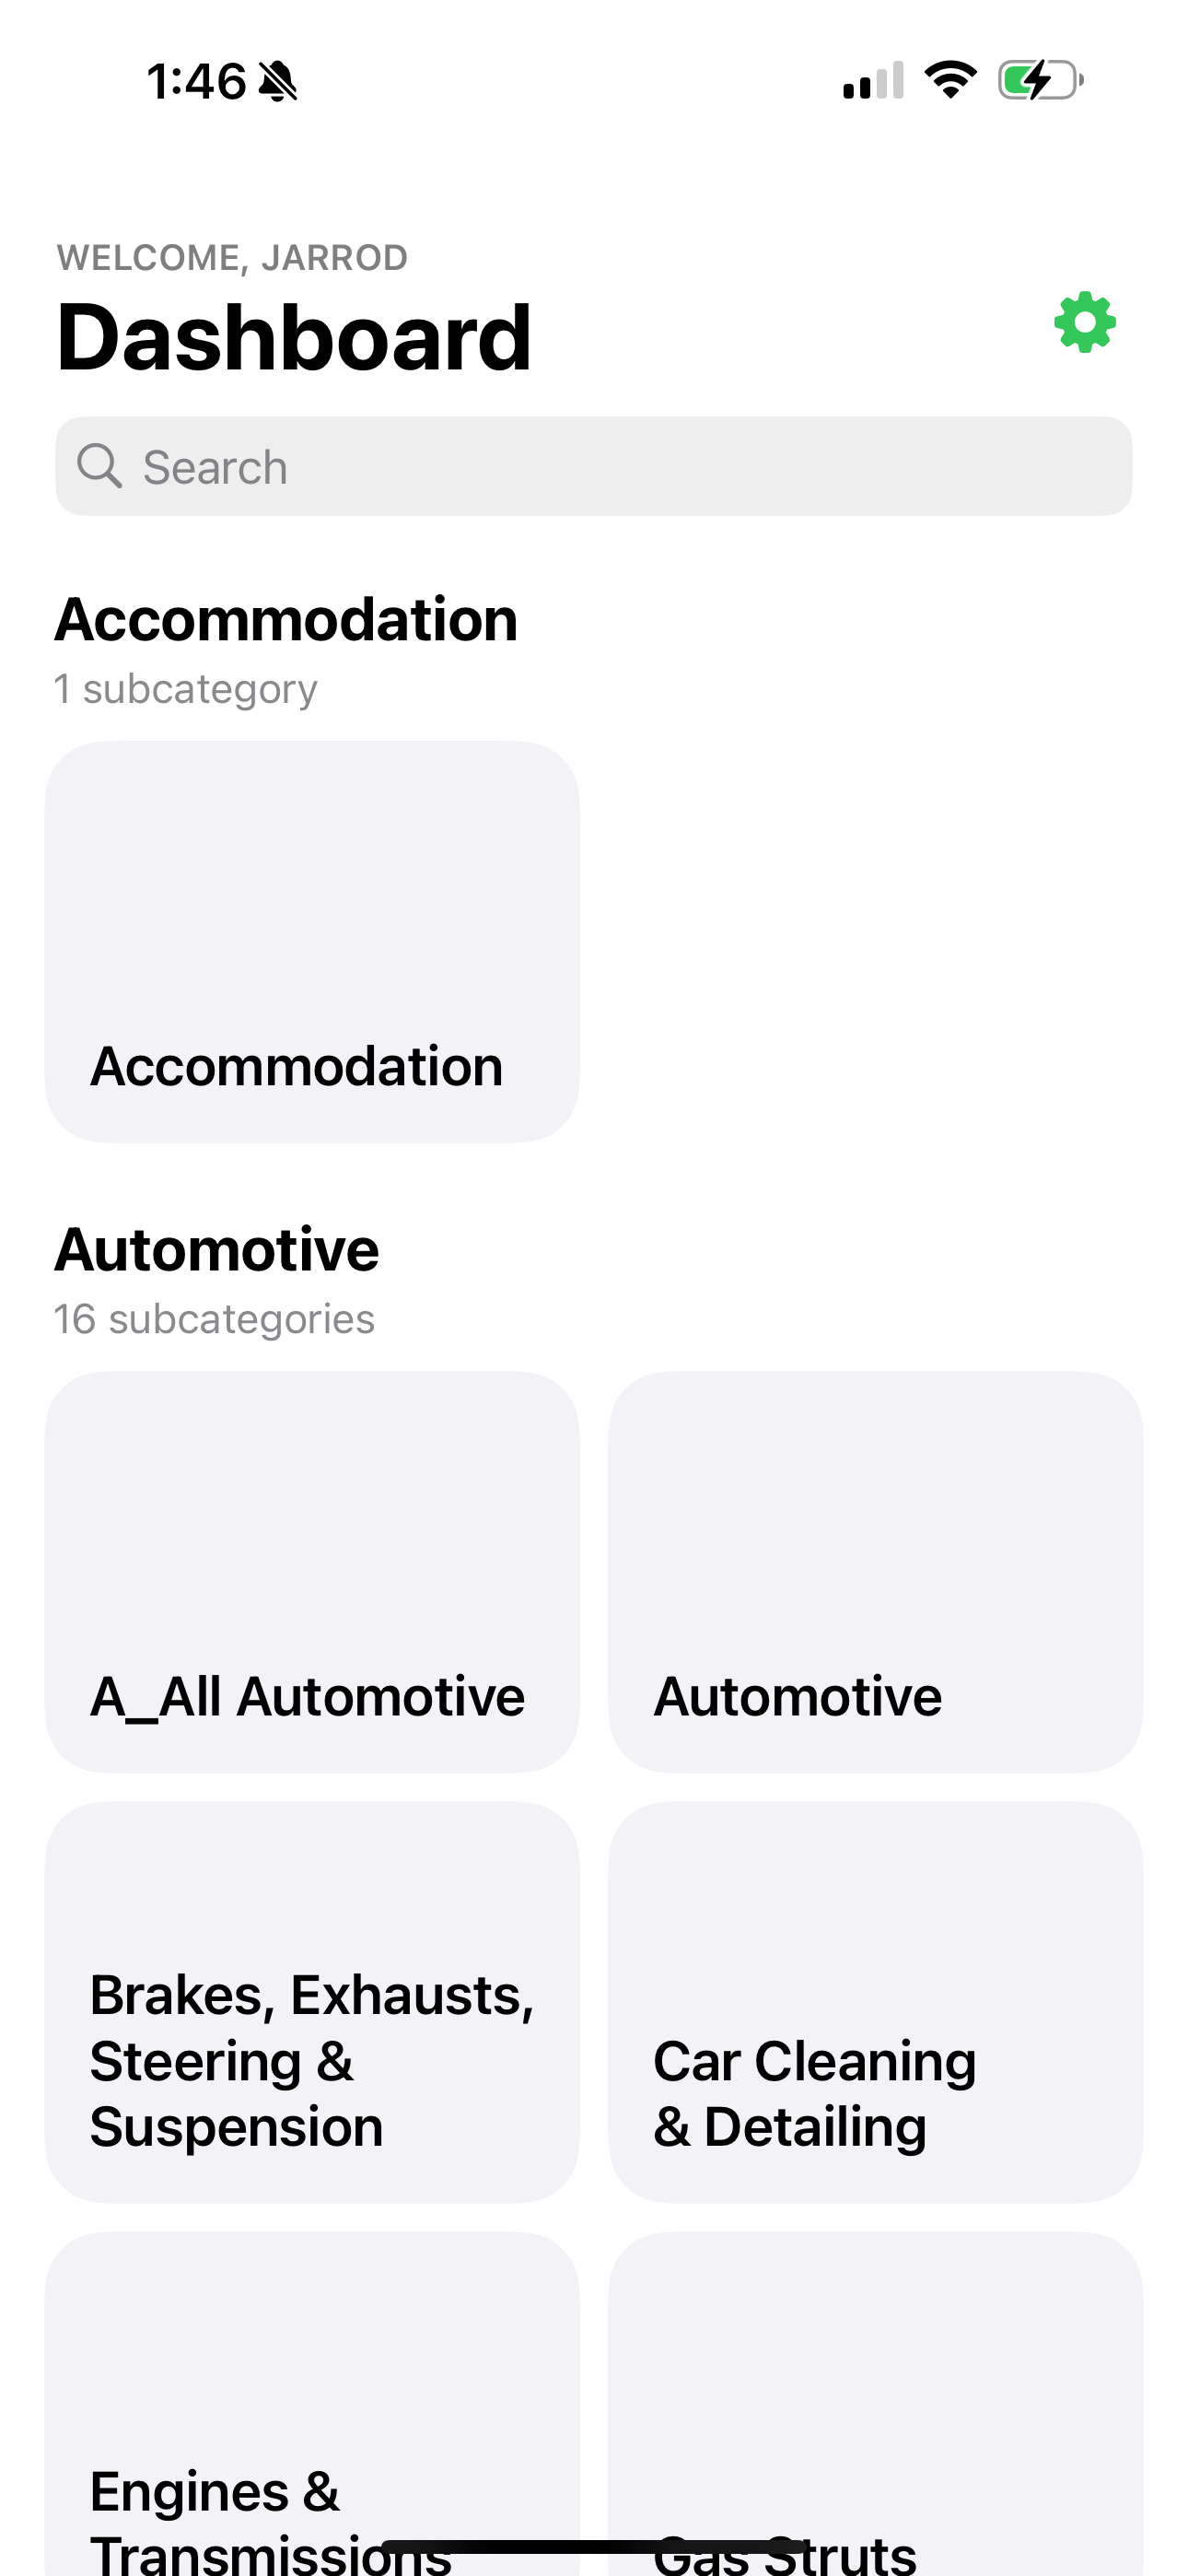 1:46
WELCOME, JARROD
Dashboard
Search
Accommodation
1 subcategory
Accommodation
Automotive
16 subcategories
A_All Automotive
Automotive
Brakes, Exhausts,
Steering &
Suspension
Car Cleaning
& Detailing
Engines &
Transmissions
Gas Struts